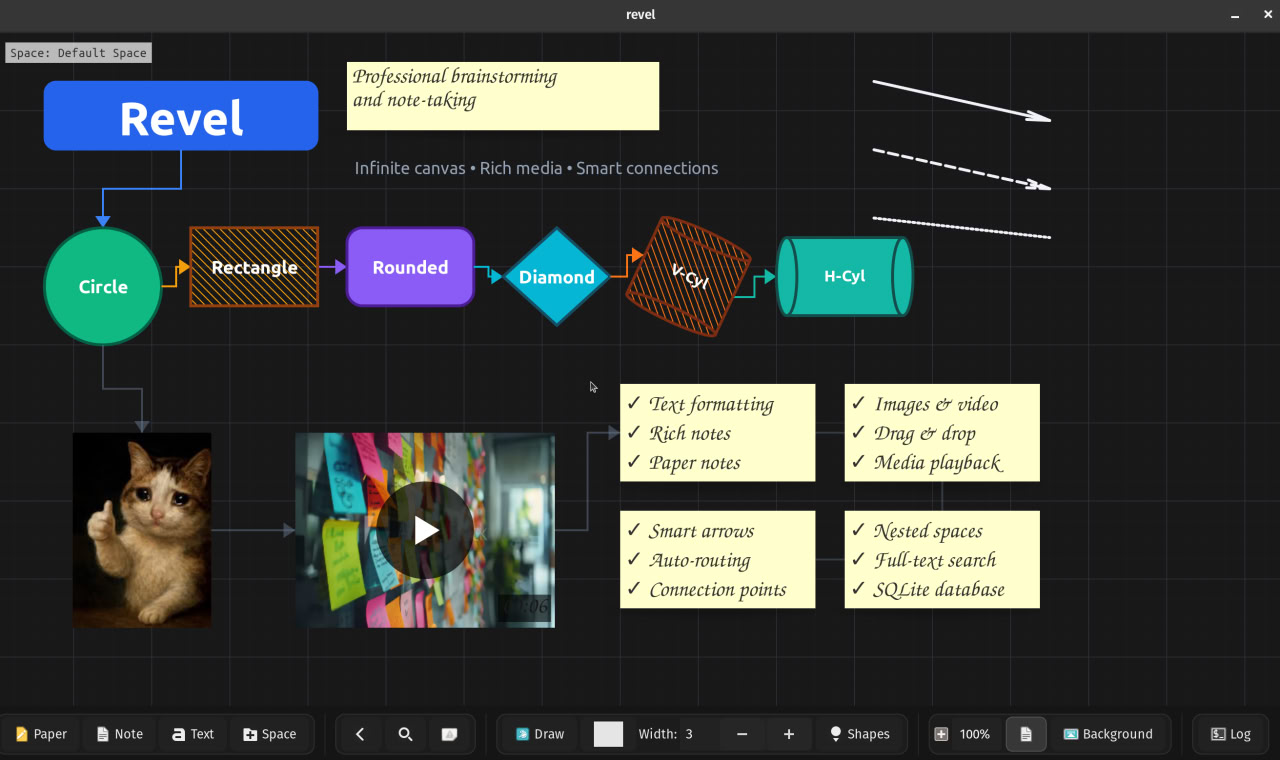 revel
Space: Default Space
Revel
Professional brainstorming
and note-taking
Infinite canvas • Rich media • Smart connections
Circle
Rectangle
Rounded
Diamond
V-Cyl
H-Cyl
✓ Text formatting
✓ Rich notes
✓ Paper notes
✓ Images & video
✓ Drag & drop
✓ Media playback
✓ Smart arrows
✓ Auto-routing
✓ Connection points
✓ Nested spaces
✓ Full-text search
✓ SQLite database
Paper
Note
Text
Space
Draw
Width: 3
Shapes
100%
Background
Log